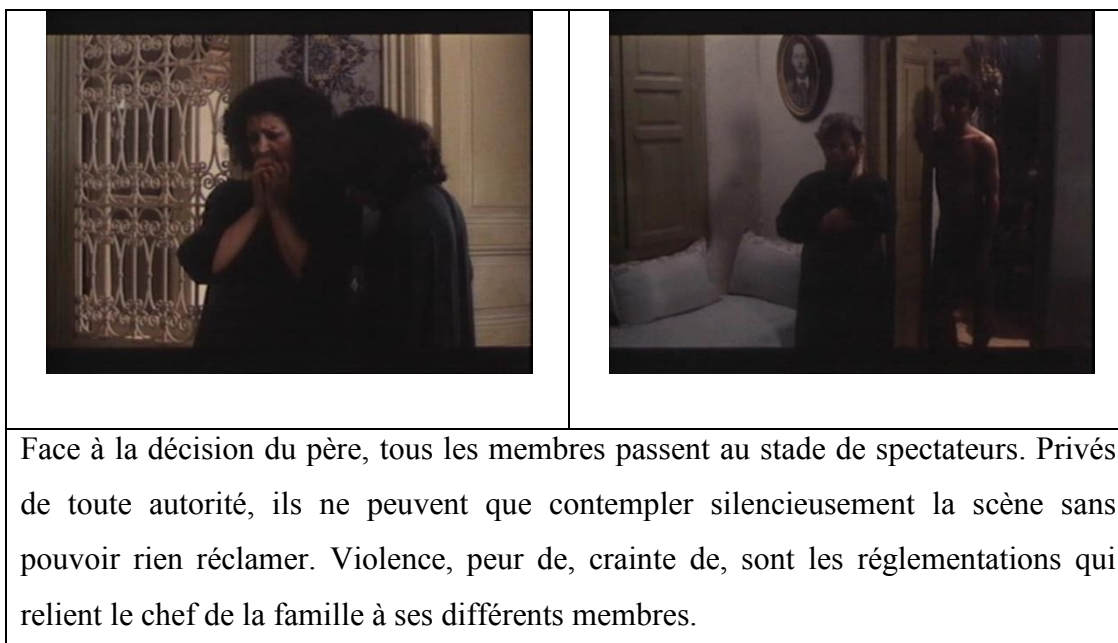 Face à la décision du père, tous les membres passent au stade de spectateurs. Privés
de toute autorité, ils ne peuvent que contempler silencieusement la scène sans
pouvoir rien réclamer. Violence, peur de, crainte de, sont les réglementations qui
relient le chef de la famille à ses différents membres.